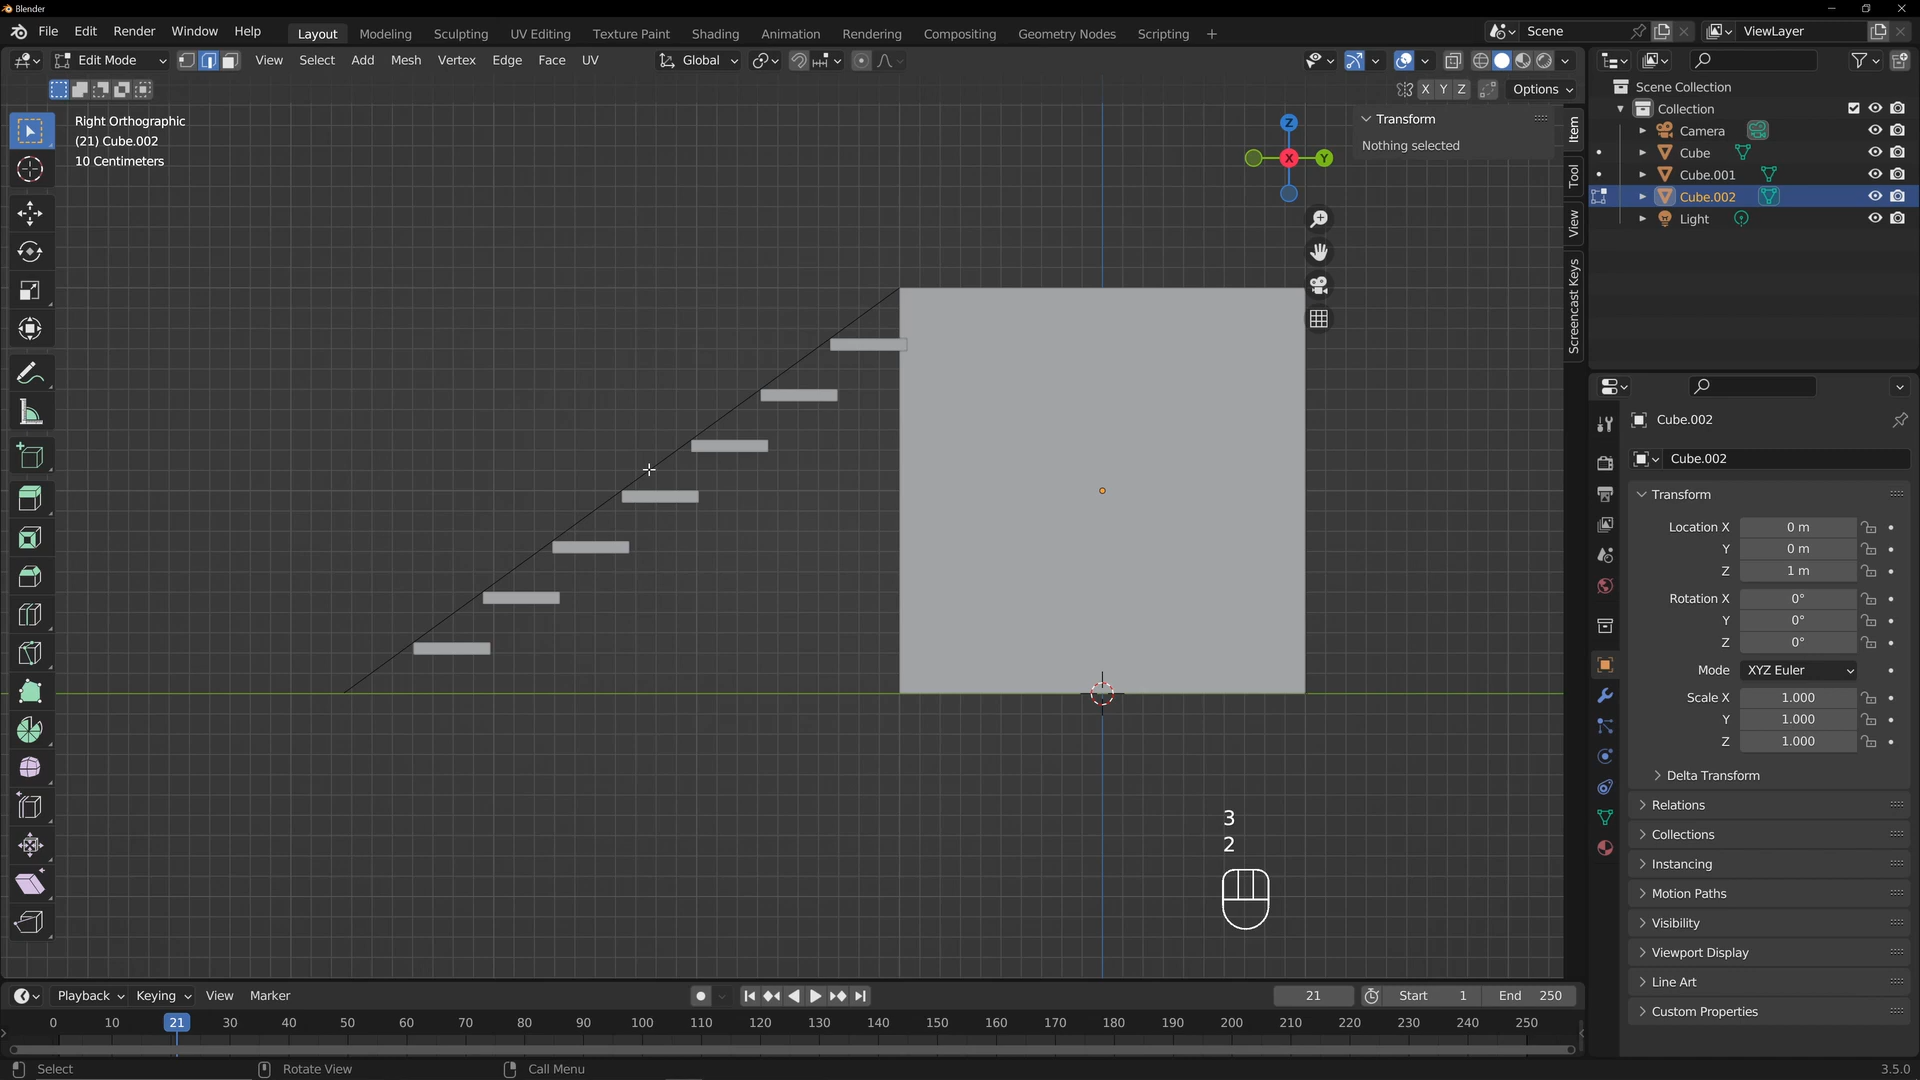 Blender
File Edit Render Window Help
Layout Modeling Sculpting UV Editing Texture Paint Shading Animation Rendering Compositing Geometry Nodes Scripting +
Scene
ViewLayer
Edit Mode View Select Add Mesh Vertex Edge Face UV
Global
X Y Z Options
Right Orthographic
(21) Cube.002
10 Centimeters
Z
X
Y
Transform
Nothing selected
Item
Tool
View
Screencast Keys
Scene Collection
Collection
Camera
Cube
Cube.001
Cube.002
Light
Cube.002
Cube.002
Transform
Location X 0 m
Y 0 m
Z 1 m
Rotation X 0°
Y 0°
Z 0°
Mode XYZ Euler
Scale X 1.000
Y 1.000
Z 1.000
Delta Transform
Relations
Collections
Instancing
Motion Paths
Visibility
Viewport Display
Line Art
Custom Properties
3
2
Playback Keying View Marker
21 Start 1 End 250
0 10 21 30 40 50 60 70 80 90 100 110 120 130 140 150 160 170 180 190 200 210 220 230 240 250
Select Rotate View Call Menu 3.5.0